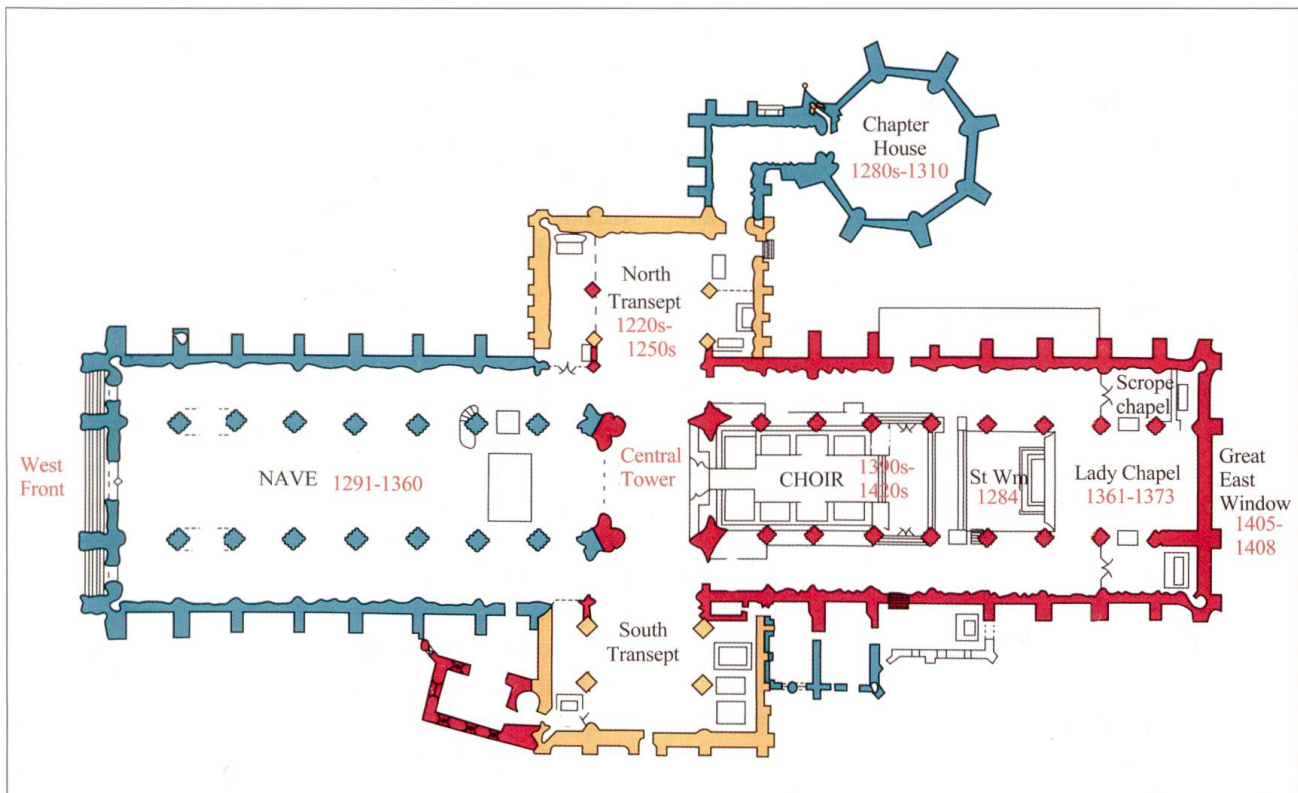 Chapter
House
1280s-1310
North
Transept
1220s-
1250s
Scrope
chapel
West
Front
NAVE 1291-1360
Central
Tower
CHOIR
1390s-
1420s
St Wm
1284
Lady Chapel
1361-1373
Great
East
Window
1405-
1408
South
Transept